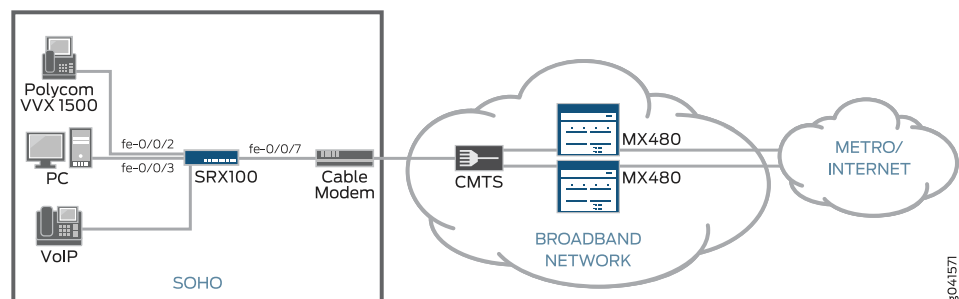 Polycom
VVX 1500
fe-0/0/2
PC
fe-0/0/3
SRX100
fe-0/0/7
Cable
Modem
VoIP
SOHO
CMTS
MX480
MX480
BROADBAND
NETWORK
METRO/
INTERNET
g041571